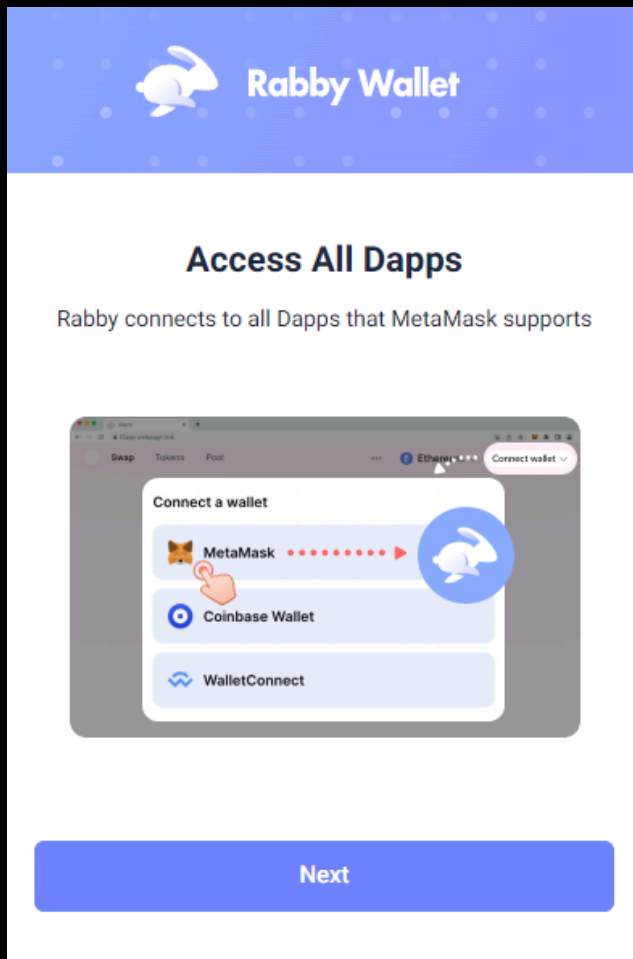 Rabby Wallet
Access All Dapps
Rabby connects to all Dapps that MetaMask supports
Swap Tokens Pool ... Connect wallet
Connect a wallet
MetaMask
Coinbase Wallet
WalletConnect
Next